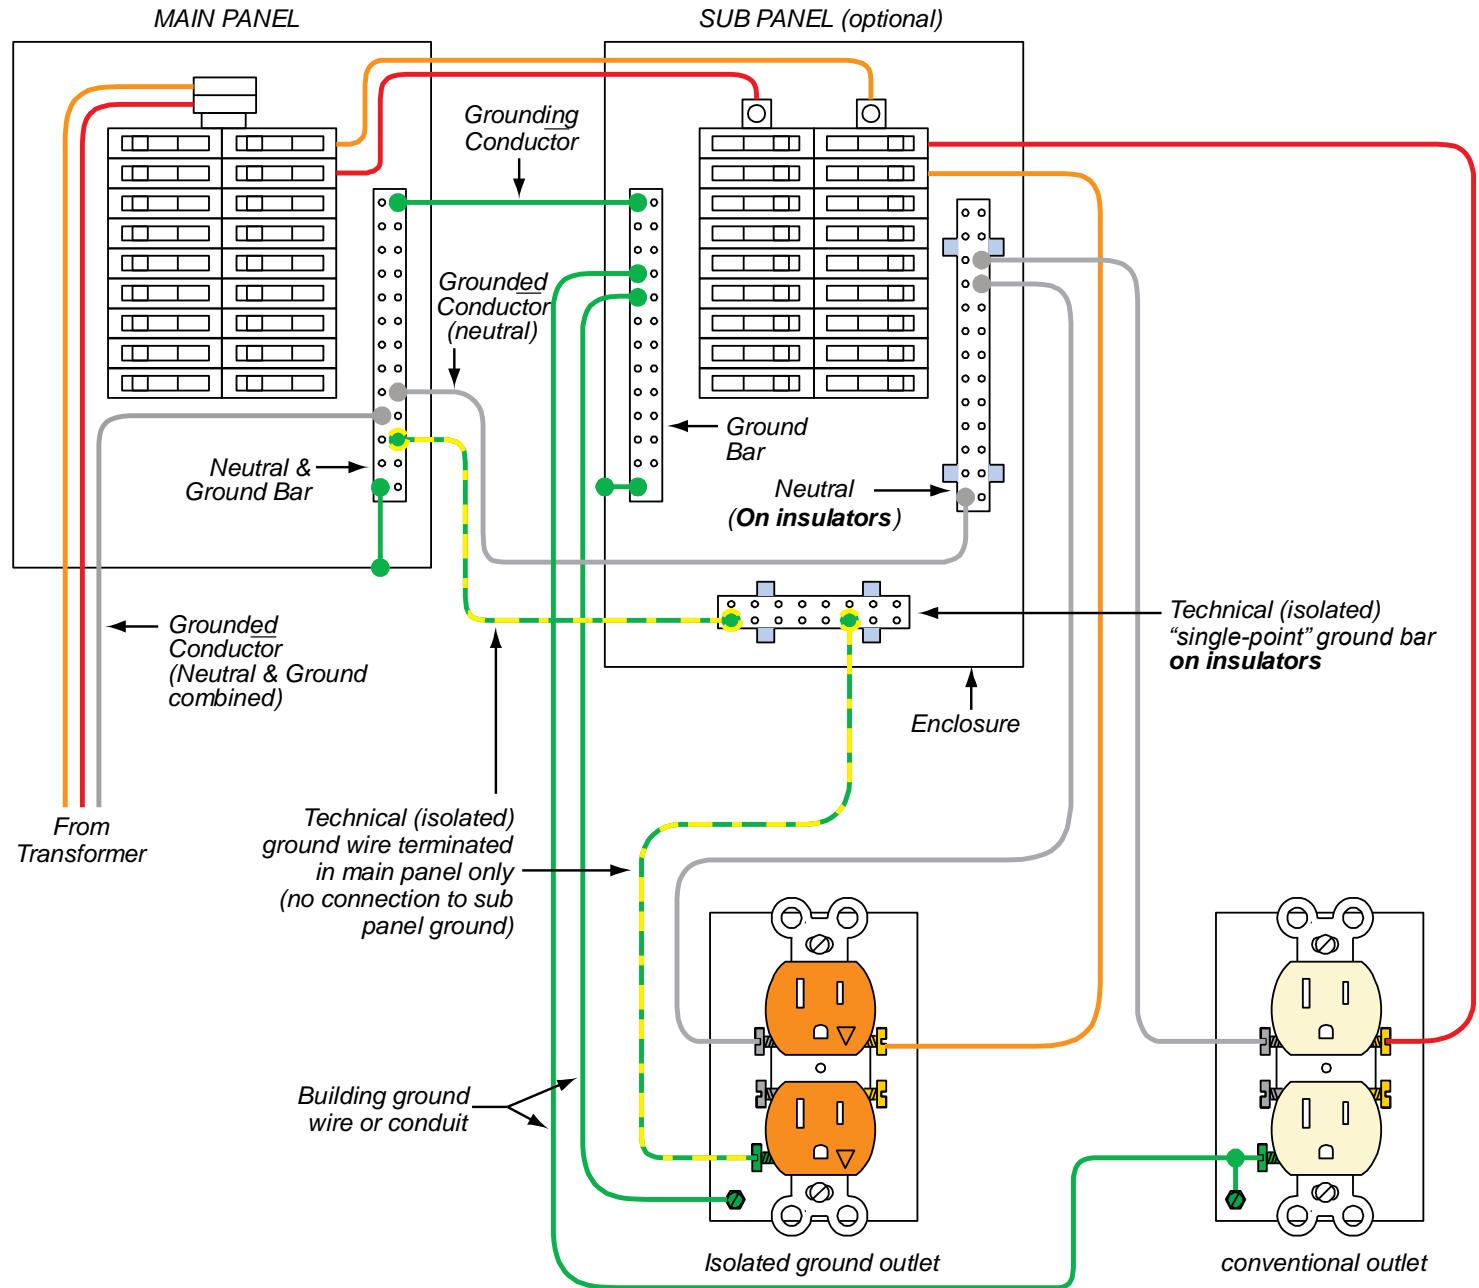 MAIN PANEL
SUB PANEL (optional)
Grounding
Conductor
Grounded
Conductor
(neutral)
Ground
Bar
Neutral &
Ground Bar
Neutral
(On insulators)
Grounded
Conductor
(Neutral & Ground
combined)
Technical (isolated)
“single-point” ground bar
on insulators
Enclosure
From
Transformer
Technical (isolated)
ground wire terminated
in main panel only
(no connection to sub
panel ground)
Building ground
wire or conduit
Isolated ground outlet
conventional outlet